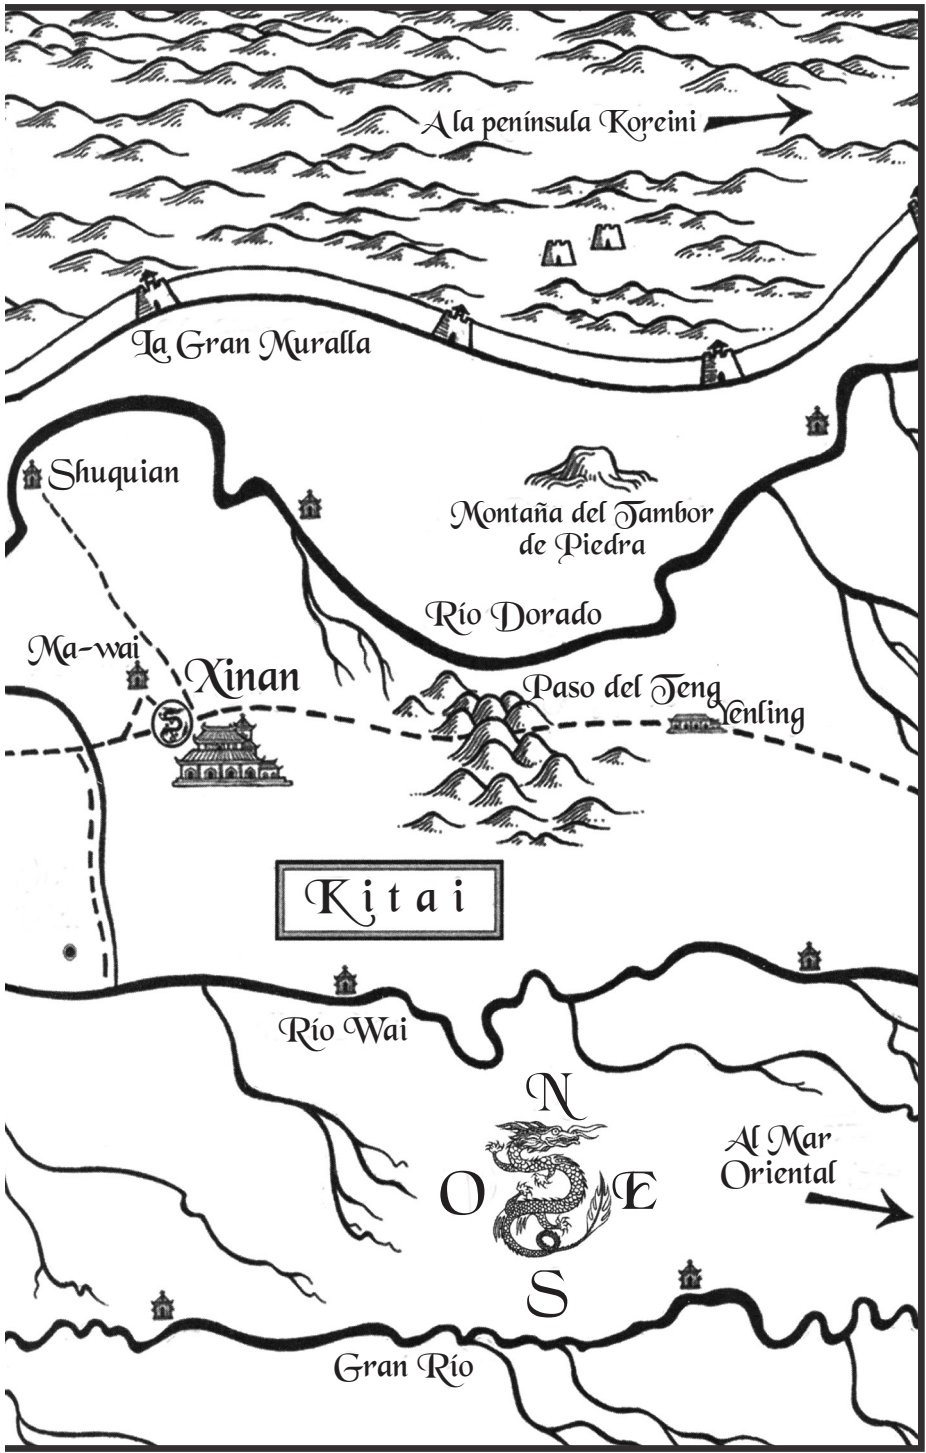 A la península Koreini
La Gran Muralla
Shuquian
Montaña del Tambor
de Piedra
Río Dorado
Ma-wai
Xinan
Paso del Teng
Yenling
Kitai
Río Wai
N
O
E
S
Al Mar
Oriental
Gran Río